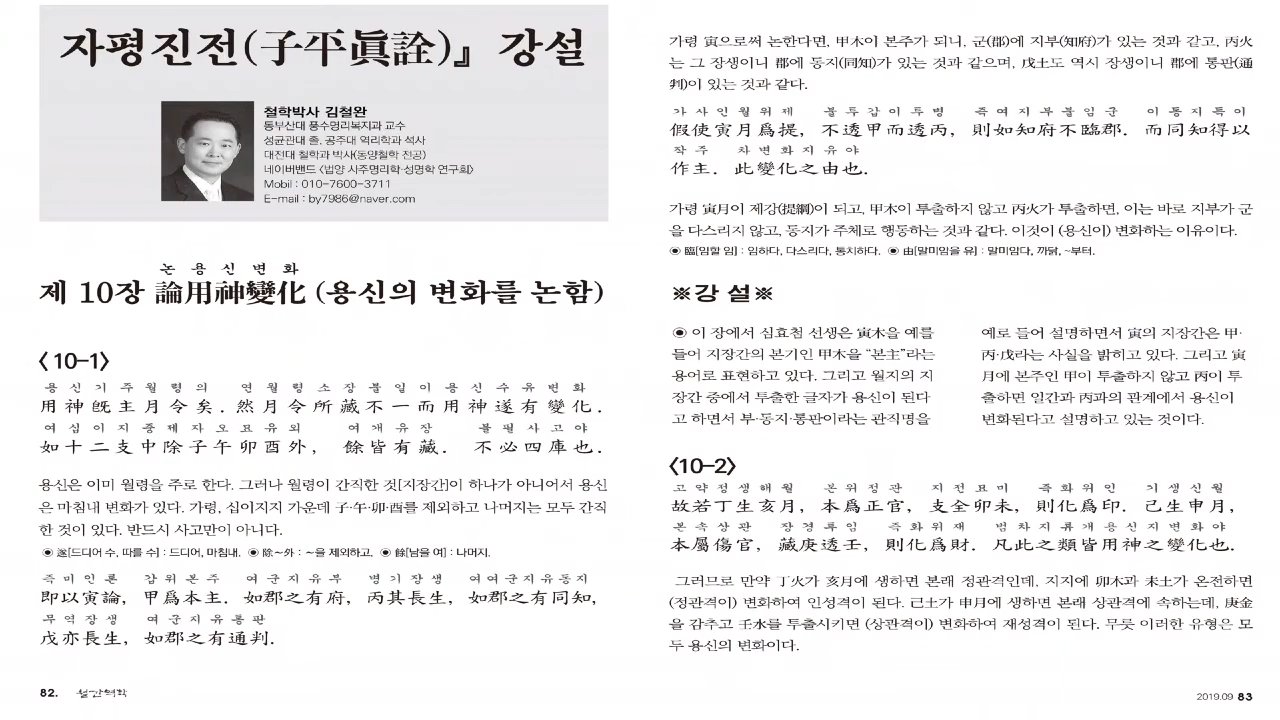 자평진전(子平眞詮)』 강설
철학박사 김철완
동부산대 풍수명리복지과 교수
성균관대 졸, 공주대 역리학과 석사
대전대 철학과 박사(동양철학 전공)
네이버밴드 <법양 사주명리학·성명학 연구회>
Mobil : 010-7600-3711
E-mail : by7986@naver.com
논 용 신 변 화
제 10장 論用神變化 (용신의 변화를 논함)
〈10-1〉
용 신 기 주 월 령 의 연 월 령 소 장 불 일 이 용 신 수 유 변 화
用神旣主月令矣. 然月令所藏不一而用神遂有變化.
여 십 이 지 중 제 자 오 묘 유 외 여 개 유 장 불 필 사 고 야
如十二支中除子午卯酉外, 餘皆有藏. 不必四庫也.
용신은 이미 월령을 주로 한다. 그러나 월령이 간직한 것[지장간]이 하나가 아니어서 용신
은 마침내 변화가 있다. 가령, 십이지지 가운데 子·午·卯·酉를 제외하고 나머지는 모두 간직
한 것이 있다. 반드시 사고만이 아니다.
◉ 遂[드디어 수, 따를 수] : 드디어, 마침내. ◉ 除~外 : ~을 제외하고. ◉ 餘[남을 여] : 나머지.
즉 미 인 론 갑 위 본 주 여 군 지 유 부 병 기 장 생 여 여 군 지 유 동 지
即以寅論, 甲爲本主. 如郡之有府, 丙其長生, 如郡之有同知,
무 역 장 생 여 군 지 유 통 판
戊亦長生, 如郡之有通判.
82. 월간역학
가령 寅으로써 논한다면, 甲木이 본주가 되니, 군(郡)에 지부(知府)가 있는 것과 같고, 丙火
는 그 장생이니 郡에 동지(同知)가 있는 것과 같으며, 戊土도 역시 장생이니 郡에 통판(通
判)이 있는 것과 같다.
가 사 인 월 위 제 불 투 갑 이 투 병 즉 여 지 부 불 임 군 이 동 지 득 이
假使寅月爲提, 不透甲而透丙, 則如知府不臨郡. 而同知得以
작 주 차 변 화 지 유 야
作主. 此變化之由也.
가령 寅月이 제강(提綱)이 되고, 甲木이 투출하지 않고 丙火가 투출하면, 이는 바로 지부가 군
을 다스리지 않고, 동지가 주체로 행동하는 것과 같다. 이것이 (용신이) 변화하는 이유이다.
◉ 臨[임할 임] : 임하다, 다스리다, 통치하다. ◉ 由[말미암을 유] : 말미암다, 까닭, ~부터.
※강 설※
◉ 이 장에서 심효첨 선생은 寅木을 예를
들어 지장간의 본기인 甲木을 “본主”라는
용어로 표현하고 있다. 그리고 월지의 지
장간 중에서 투출한 글자가 용신이 된다
고 하면서 부·동지·통판이라는 관직명을
예로 들어 설명하면서 寅의 지장간은 甲·
丙·戊라는 사실을 밝히고 있다. 그리고 寅
月에 본주인 甲이 투출하지 않고 丙이 투
출하면 일간과 丙과의 관계에서 용신이
변화된다고 설명하고 있는 것이다.
〈10-2〉
고 약 정 생 해 월 본 위 정 관 지 전 묘 미 즉 화 위 인 기 생 신 월
故若丁生亥月, 本爲正官, 支全卯未, 則化爲印. 己生申月,
본 속 상 관 장 경 투 임 즉 화 위 재 범 차 지 류 개 용 신 지 변 화 야
本屬傷官, 藏庚透壬, 則化爲財. 凡此之類皆用神之變化也.
그러므로 만약 丁火가 亥月에 생하면 본래 정관격인데, 지지에 卯木과 未土가 온전하면
(정관격이) 변화하여 인성격이 된다. 己土가 申月에 생하면 본래 상관격에 속하는데, 庚金
을 감추고 壬水를 투출시키면 (상관격이) 변화하여 재성격이 된다. 무릇 이러한 유형은 모
두 용신의 변화이다.
2019.09 83